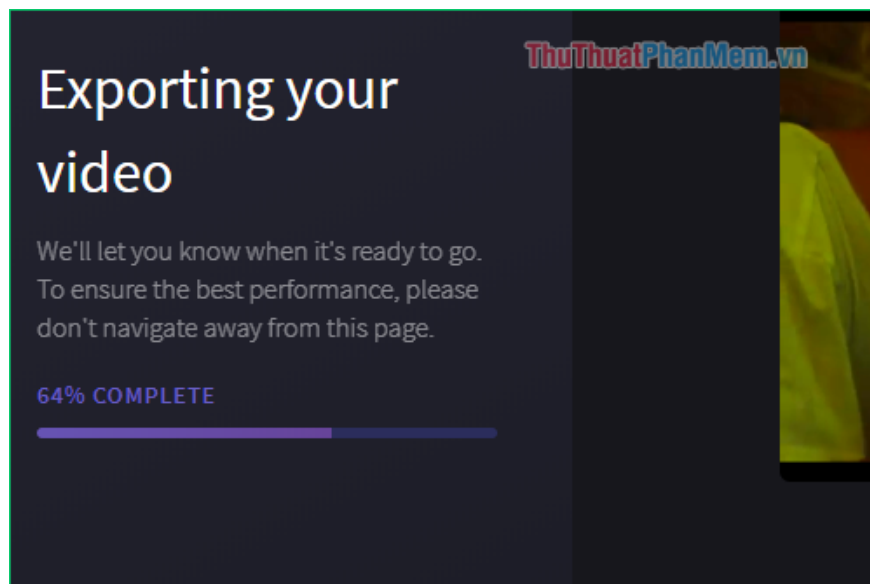 ThuThuatPhanMem.vn
Exporting your
video
We'll let you know when it's ready to go.
To ensure the best performance, please
don't navigate away from this page.
64% COMPLETE